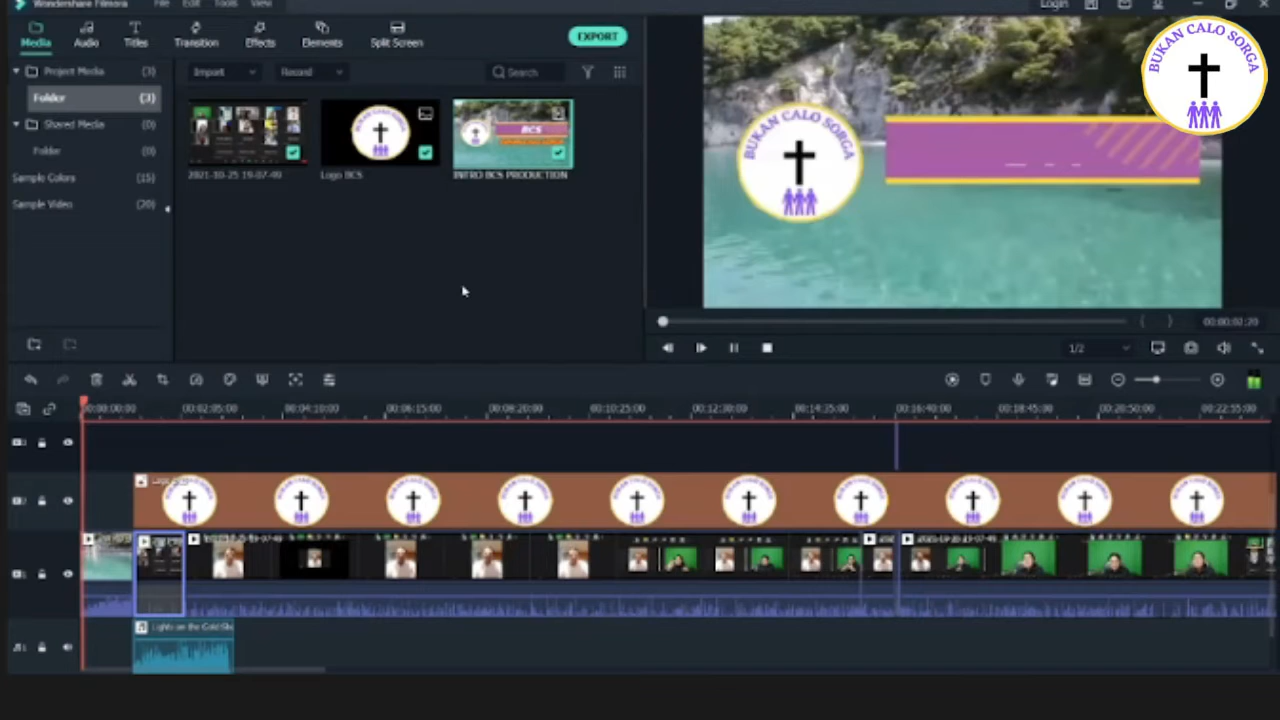 Wondershare Filmora
File Edit Tools View
Login
Media Audio Titles Transition Effects Elements Split Screen
EXPORT
Project Media (3)
Folder (3)
Shared Media (0)
Folder (0)
Sample Colors (15)
Sample Video (20)
Import
Record
Search
BCS
2021-10-25 19-07-49
Logo BCS
INTRO BCS PRODUCTION
BUKAN CALO SORGA
BUKAN CALO SORGA
00:00:02:20
1/2
00:00:00:00 00:02:05:00 00:04:10:00 00:06:15:00 00:08:20:00 00:10:25:00 00:12:30:00 00:14:35:00 00:16:40:00 00:18:45:00 00:20:50:00 00:22:55:00
Lights on the Gold Sho